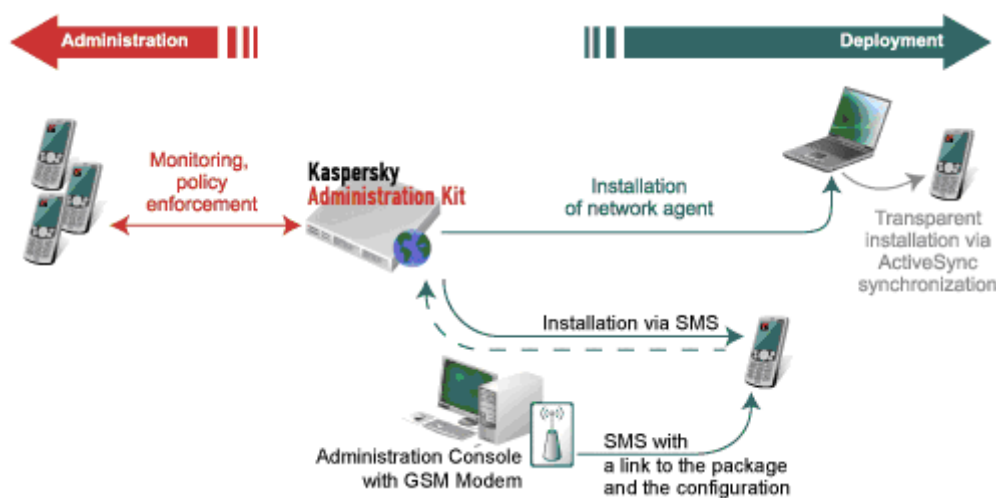 Administration
Deployment
Monitoring,
policy
enforcement
Kaspersky
Administration Kit
Installation
of network agent
Transparent
installation via
ActiveSync
synchronization
Installation via SMS
Administration Console
with GSM Modem
SMS with
a link to the package
and the configuration